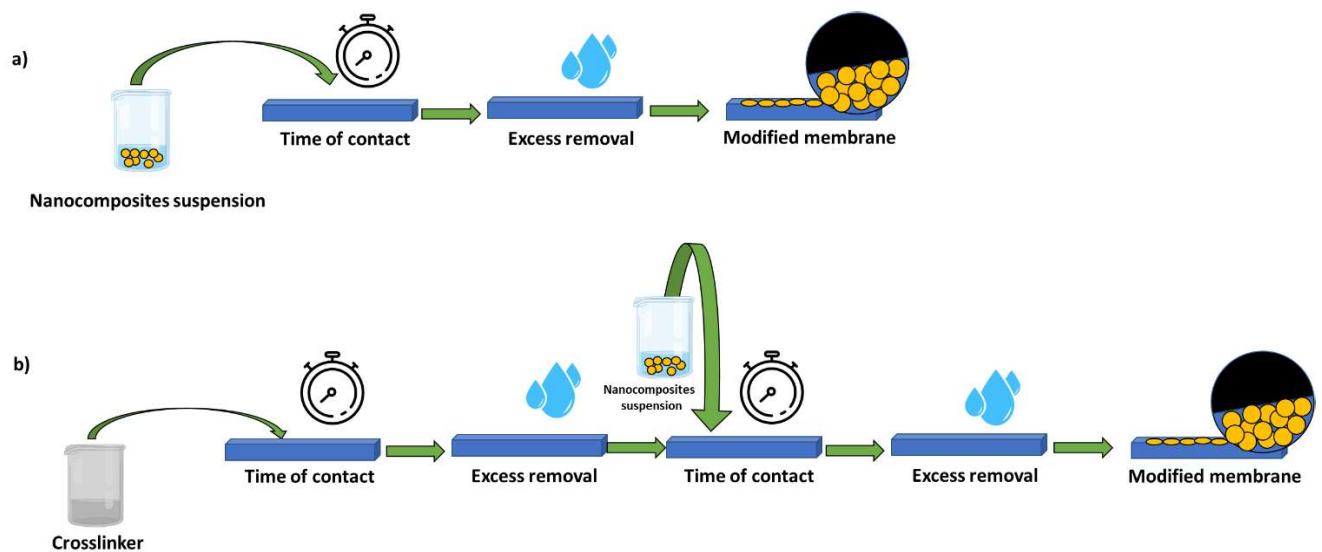 a)
Time of contact
Excess removal
Modified membrane
Nanocomposites suspension
b)
Nanocomposites
suspension
Time of contact
Excess removal
Time of contact
Excess removal
Modified membrane
Crosslinker